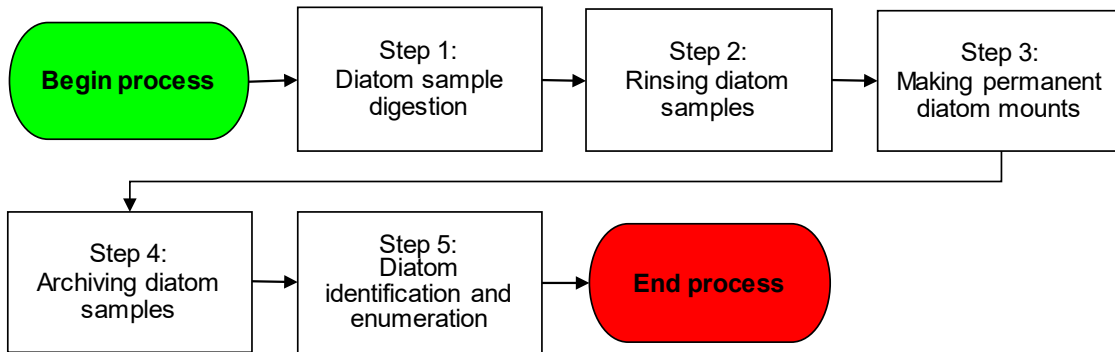 Begin process
Step 1:
Diatom sample
digestion
Step 2:
Rinsing diatom
samples
Step 3:
Making permanent
diatom mounts
Step 4:
Archiving diatom
samples
Step 5:
Diatom
identification and
enumeration
End process